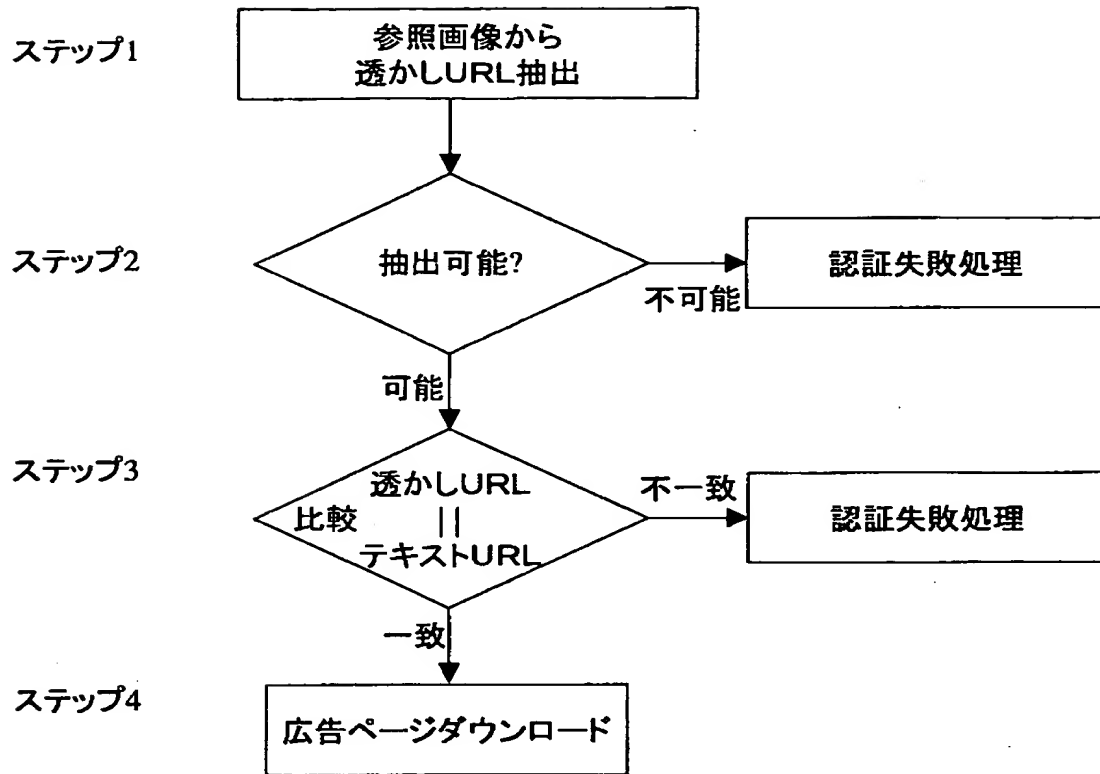 ステップ1
参照画像から
透かしURL抽出
ステップ2
抽出可能?
不可能
認証失敗処理
可能
ステップ3
透かしURL
比較 ||
テキストURL
不一致
認証失敗処理
一致
ステップ4
広告ページダウンロード